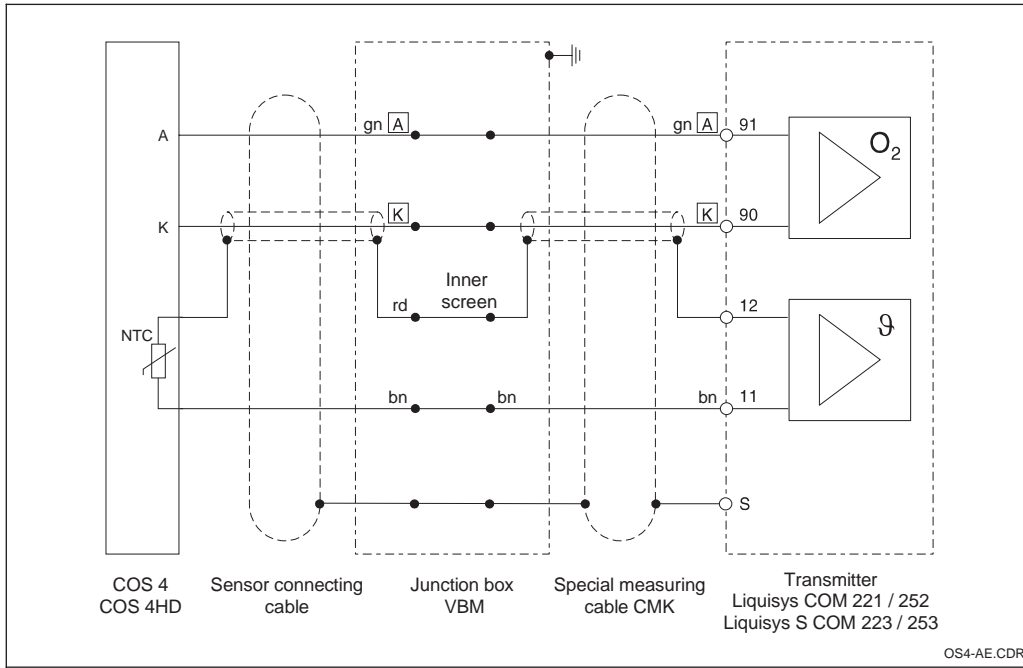 A
gn A
gn A
91
O2
K
K
K
90
Inner
screen
rd
12
ϑ
NTC
bn
bn
bn
11
S
COS 4
COS 4HD
Sensor connecting
cable
Junction box
VBM
Special measuring
cable CMK
Transmitter
Liquisys COM 221 / 252
Liquisys S COM 223 / 253
OS4-AE.CDR